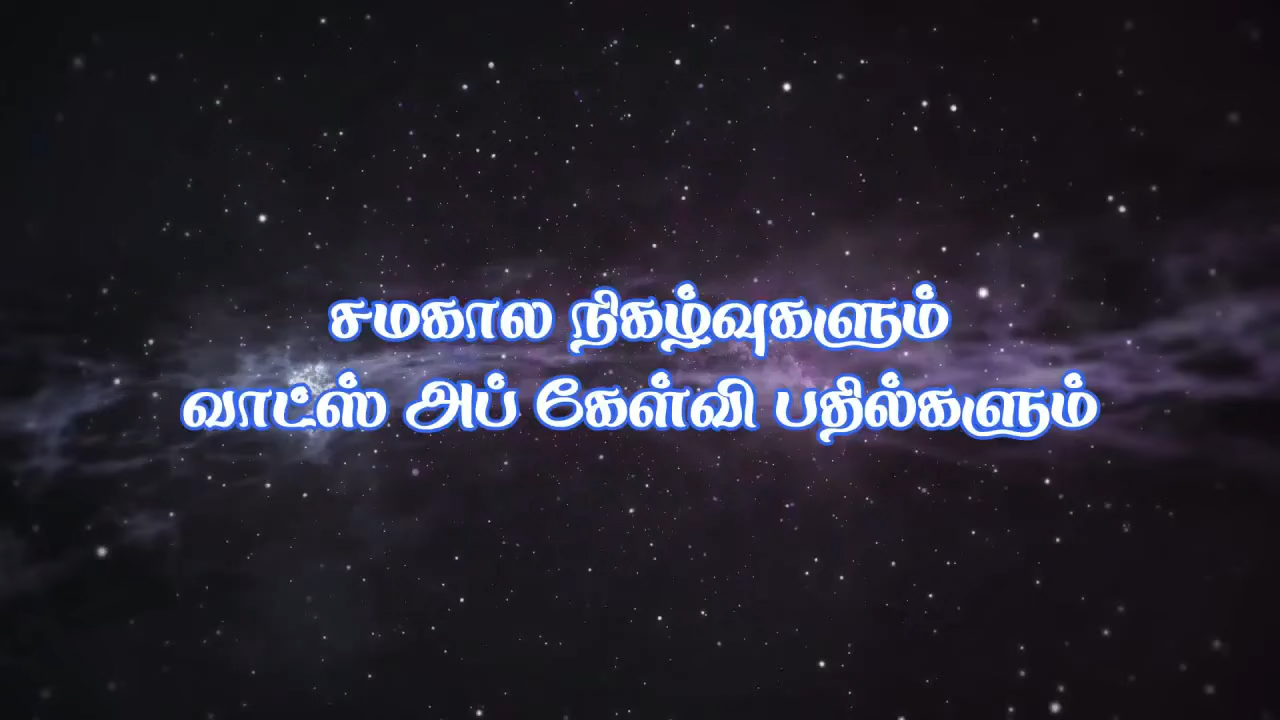 சமகால நிகழ்வுகளும்
வாட்ஸ் அப் கேள்வி பதில்களும்